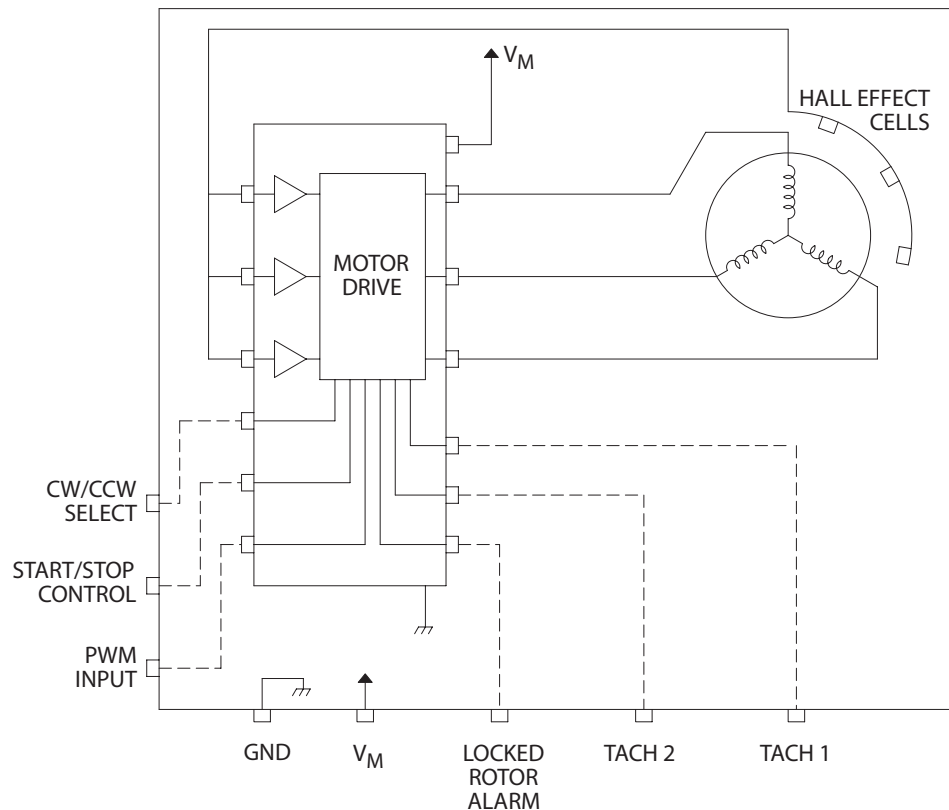 V_M
HALL EFFECT
CELLS
MOTOR
DRIVE
CW/CCW
SELECT
START/STOP
CONTROL
PWM
INPUT
GND
V_M
LOCKED
ROTOR
ALARM
TACH 2
TACH 1